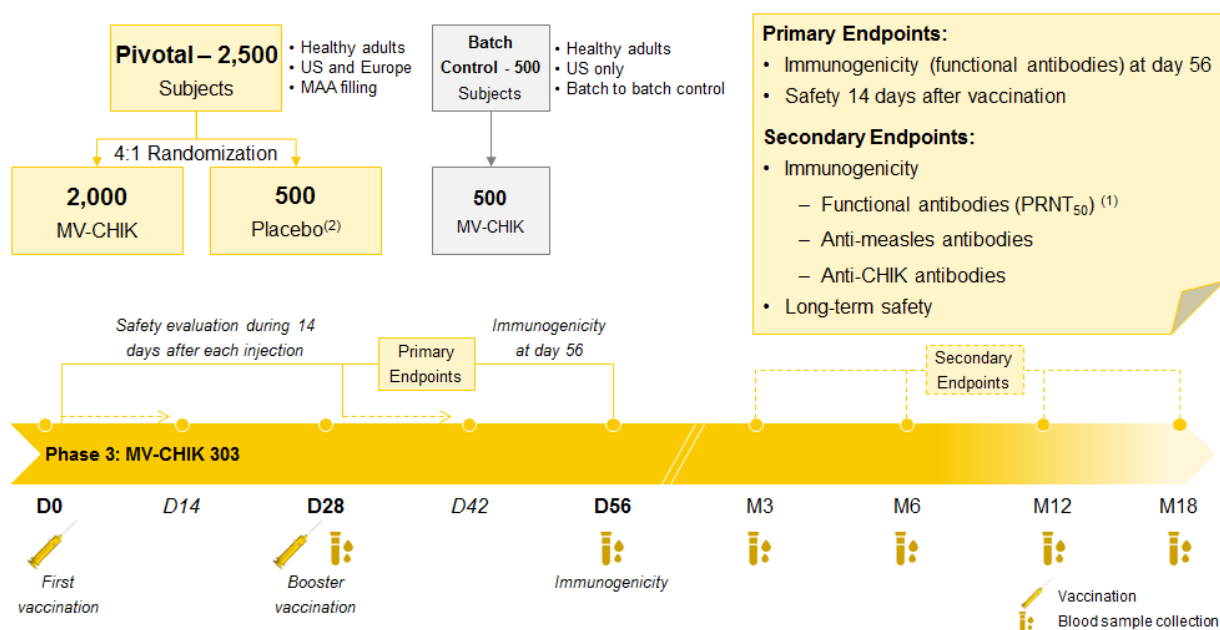 Pivotal – 2,500
Subjects
• Healthy adults
• US and Europe
• MAA filling
Batch
Control - 500
Subjects
• Healthy adults
• US only
• Batch to batch control
4:1 Randomization
2,000
MV-CHIK
500
Placebo(2)
500
MV-CHIK
Primary Endpoints:
• Immunogenicity (functional antibodies) at day 56
• Safety 14 days after vaccination
Secondary Endpoints:
• Immunogenicity
– Functional antibodies (PRNT50) (1)
– Anti-measles antibodies
– Anti-CHIK antibodies
• Long-term safety
Safety evaluation during 14
days after each injection
Primary
Endpoints
Immunogenicity
at day 56
Secondary
Endpoints
Phase 3: MV-CHIK 303
D0
D14
D28
D42
D56
M3
M6
M12
M18
First
vaccination
Booster
vaccination
Immunogenicity
Vaccination
Blood sample collection